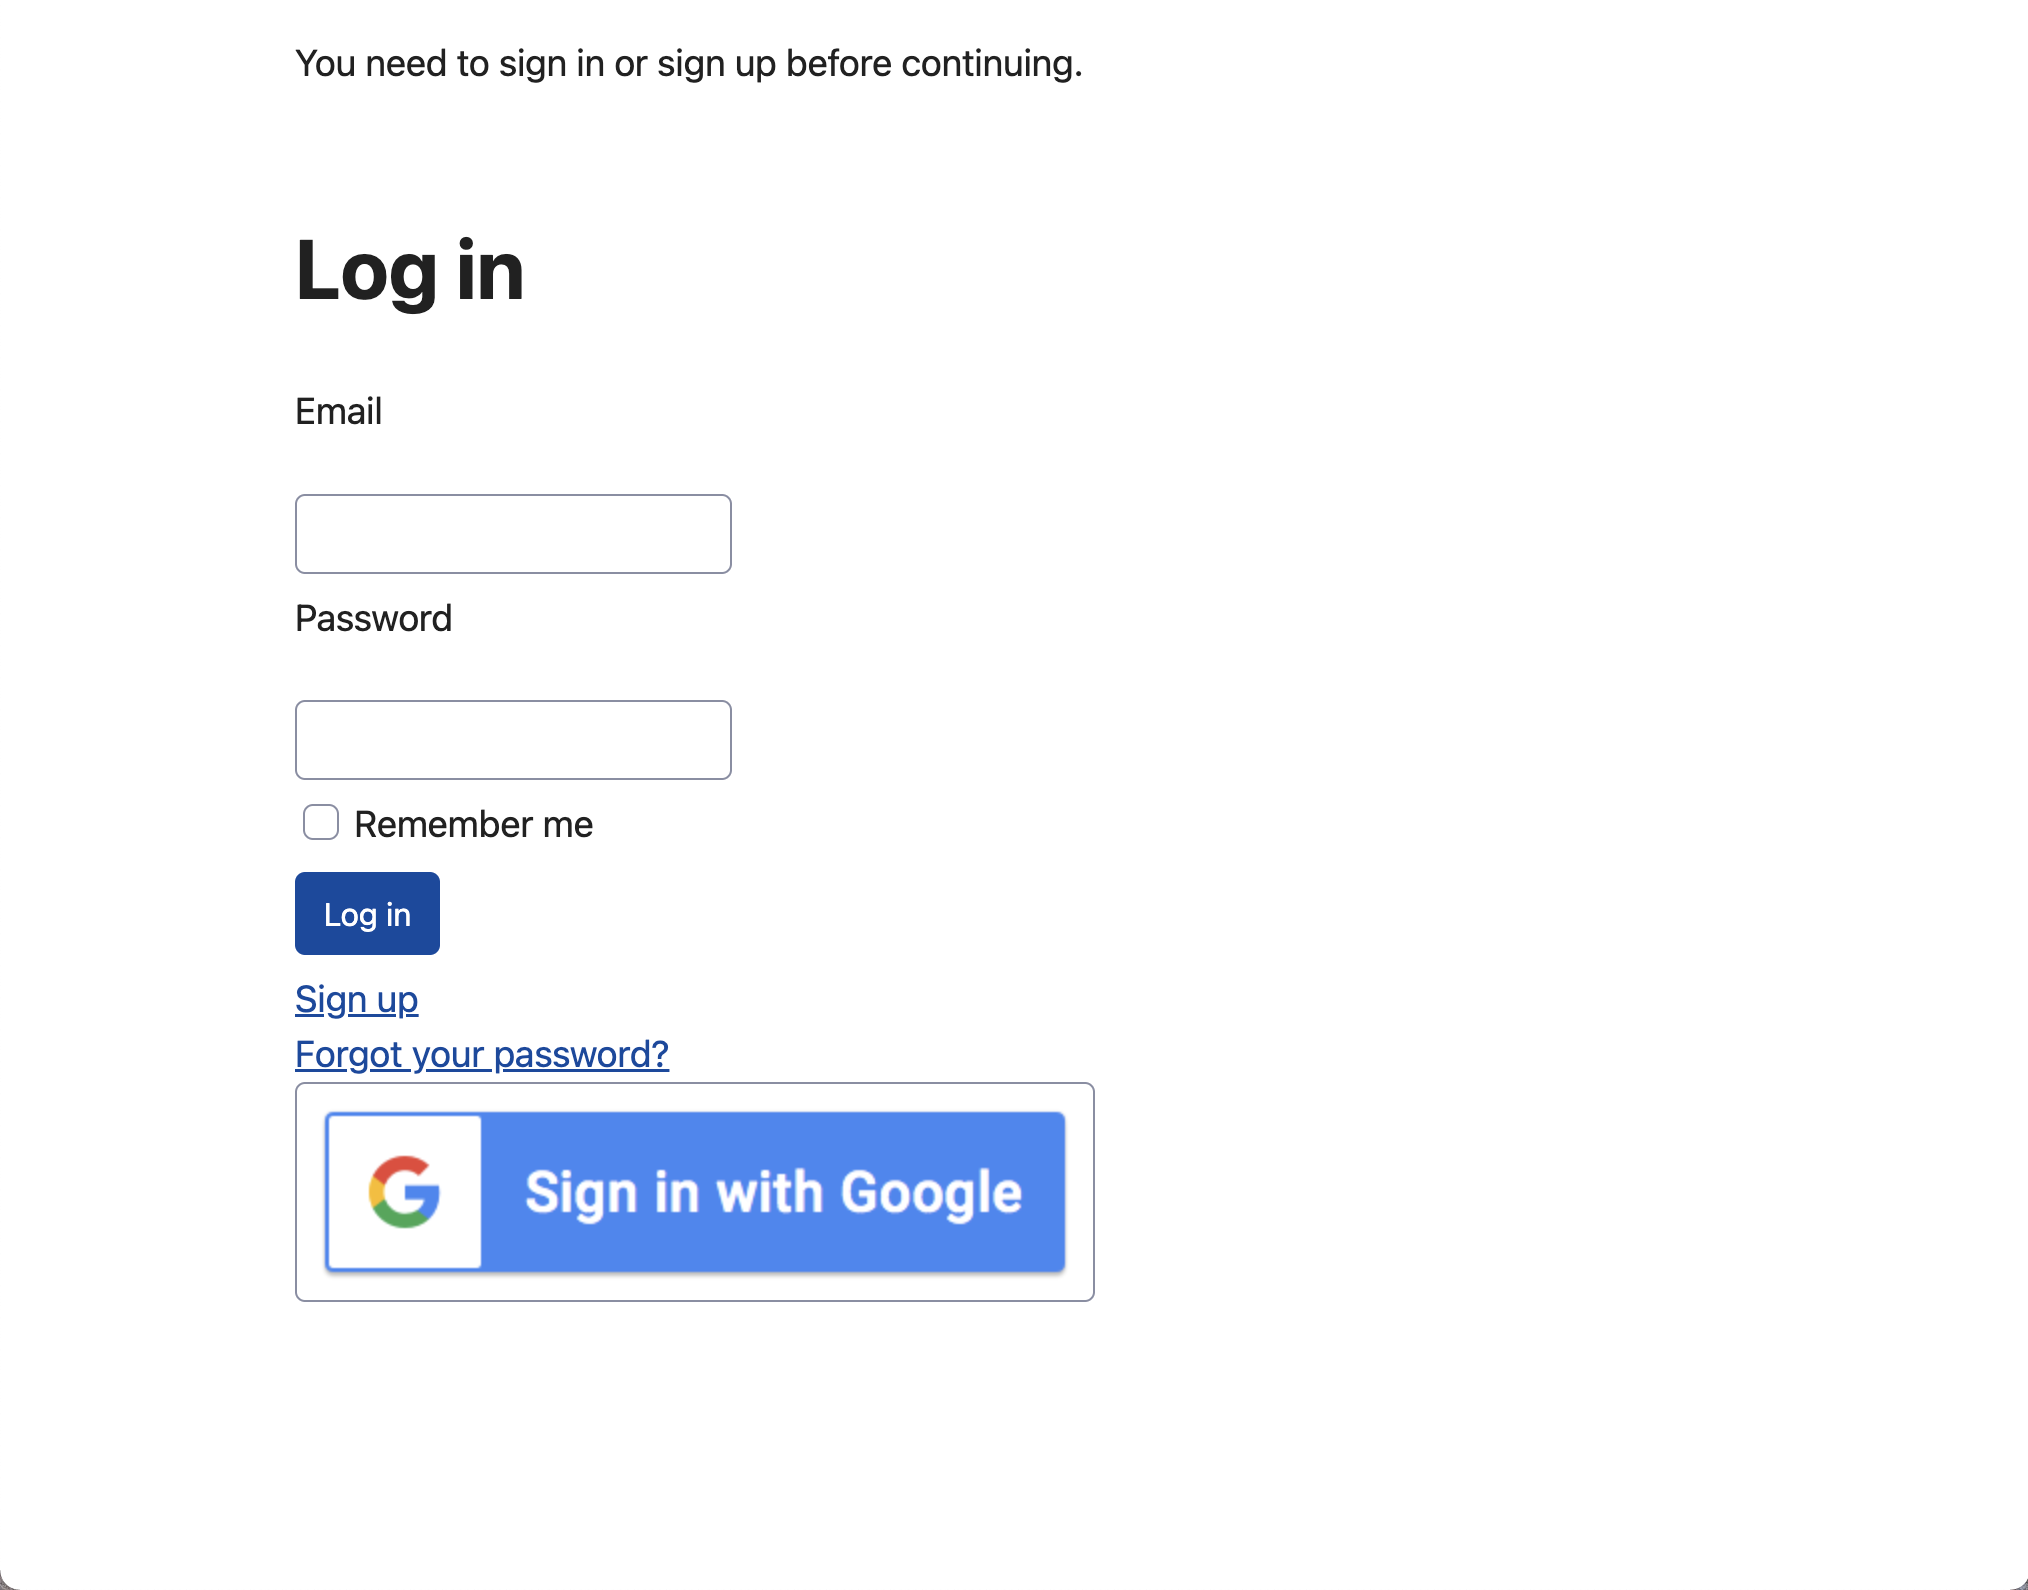 You need to sign in or sign up before continuing.
Log in
Email
Password
Remember me
Log in
Sign up
Forgot your password?
Sign in with Google